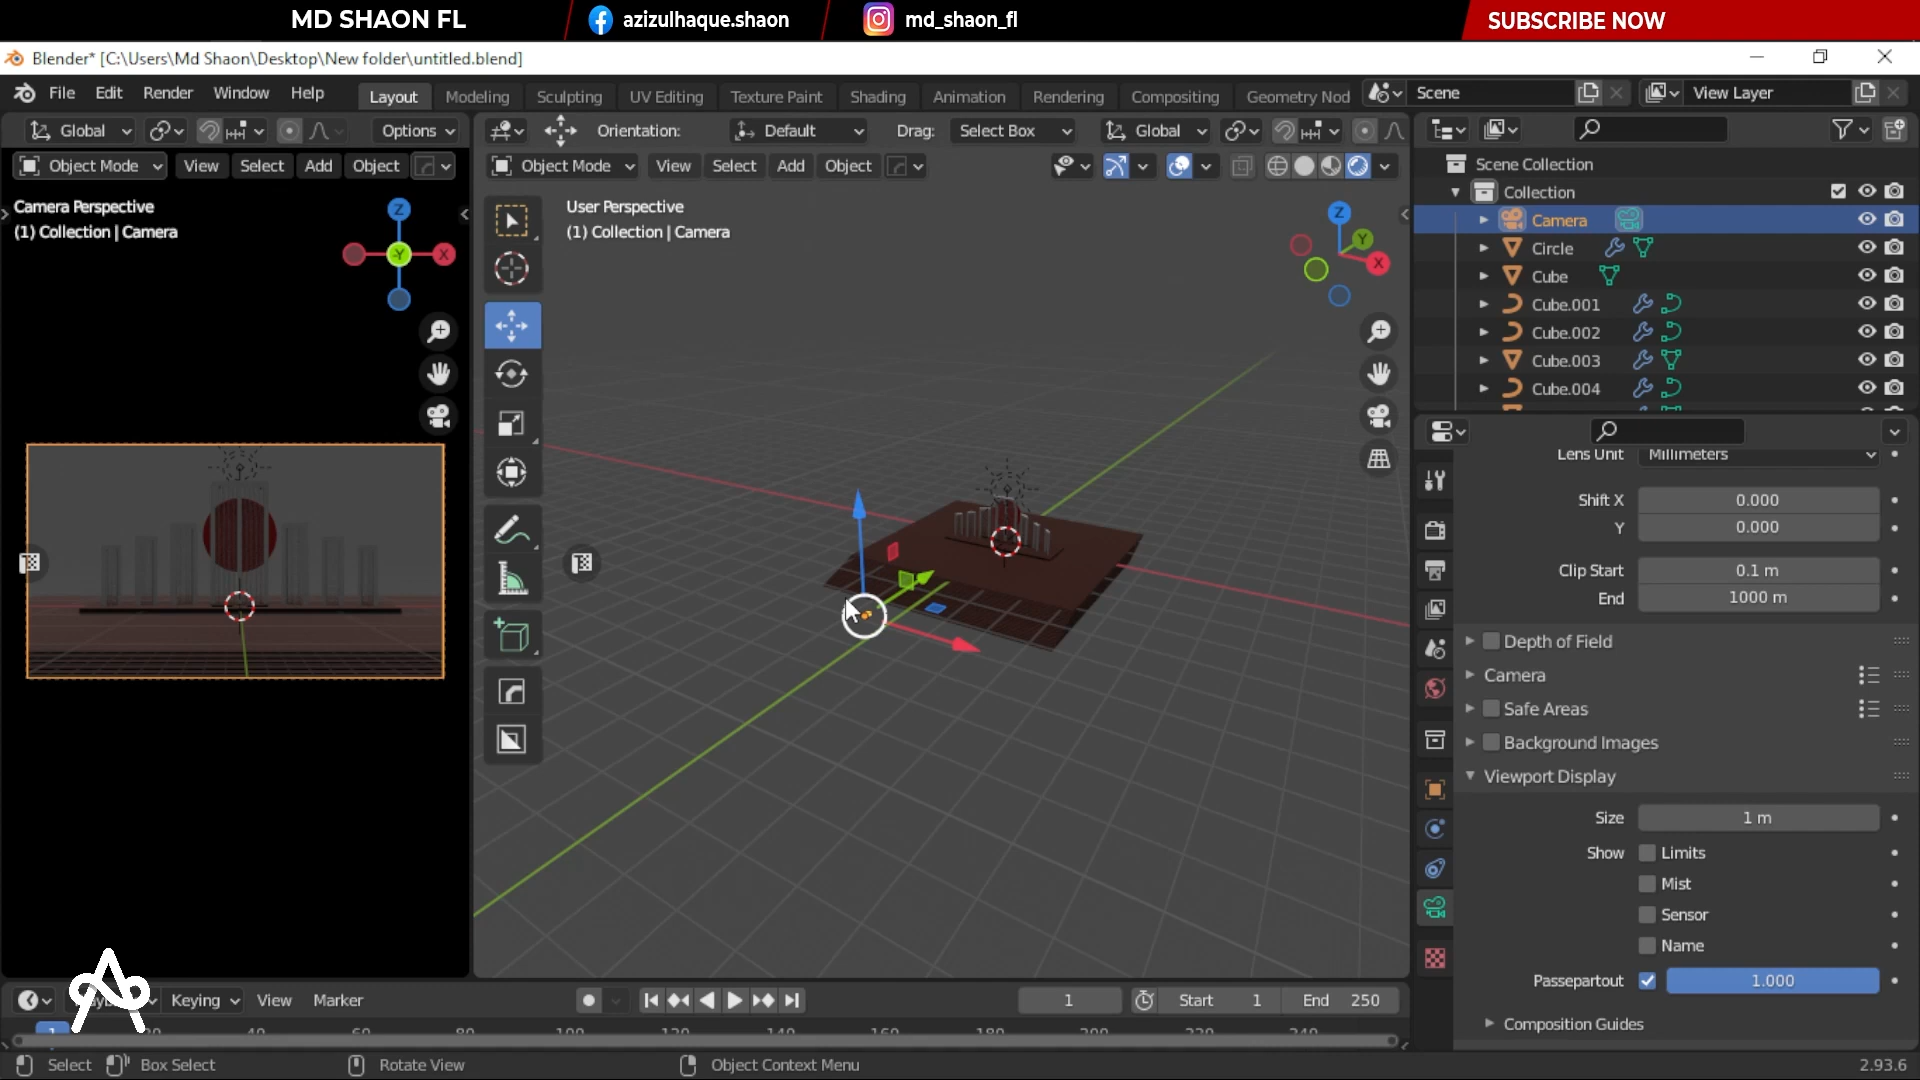 MD SHAON FL
azizulhaque.shaon
md_shaon_fl
SUBSCRIBE NOW
Blender* [C:\Users\Md Shaon\Desktop\New folder\untitled.blend]
File Edit Render Window Help Layout Modeling Sculpting UV Editing Texture Paint Shading Animation Rendering Compositing Geometry Nod Scene View Layer
Global Options Orientation: Default Drag: Select Box Global
Object Mode View Select Add Object Object Mode View Select Add Object
Scene Collection
Collection
Camera
Circle
Cube
Cube.001
Cube.002
Cube.003
Cube.004
Camera Perspective
(1) Collection | Camera
Z
-Y
X
User Perspective
(1) Collection | Camera
Z
Y
X
Lens Unit Millimeters
Shift X 0.000
Y 0.000
Clip Start 0.1 m
End 1000 m
Depth of Field
Camera
Safe Areas
Background Images
Viewport Display
Size 1 m
Show Limits
Mist
Sensor
Name
Passepartout 1.000
Composition Guides
Keying View Marker 1 Start 1 End 250
1
Select Box Select Rotate View Object Context Menu 2.93.6